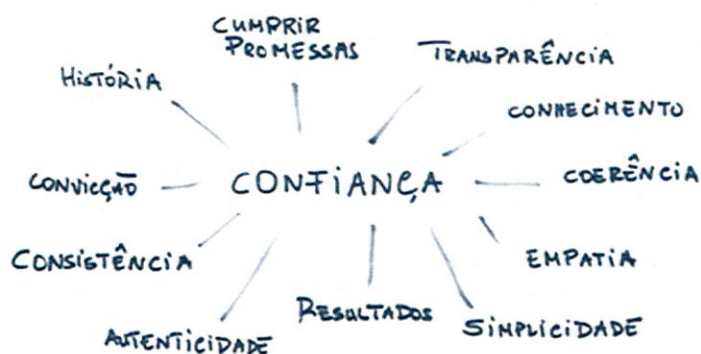 CUMPRIR
PROMESSAS
TRANSPARÊNCIA
HISTÓRIA
CONHECIMENTO
CONVICÇÃO
CONFIANÇA
COERÊNCIA
CONSISTÊNCIA
EMPATIA
RESULTADOS
SIMPLICIDADE
AUTENTICIDADE